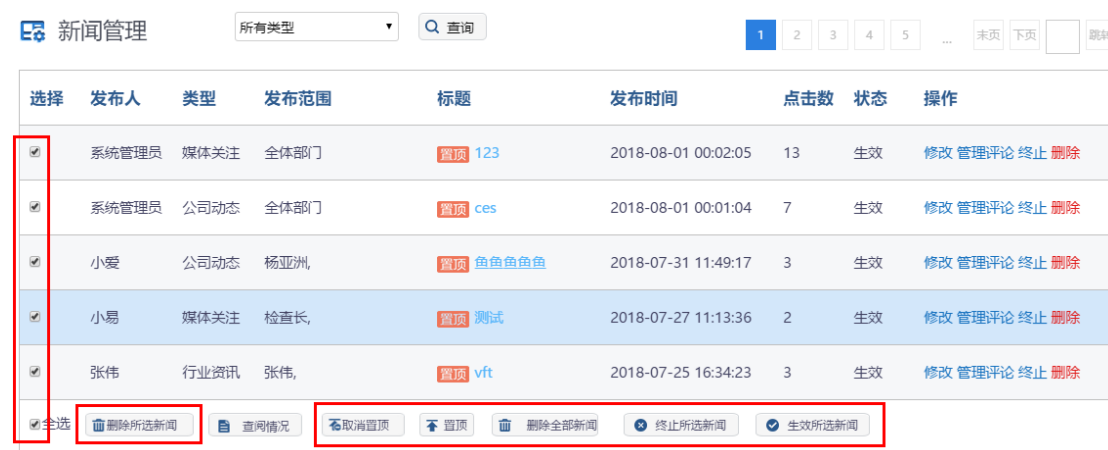 新闻管理 所有类型 查询 1 2 3 4 5 ... 末页 下页
选择 发布人 类型 发布范围 标题 发布时间 点击数 状态 操作
系统管理员 媒体关注 全体部门 置顶 123 2018-08-01 00:02:05 13 生效 修改 管理评论 终止 删除
系统管理员 公司动态 全体部门 置顶 ces 2018-08-01 00:01:04 7 生效 修改 管理评论 终止 删除
小爱 公司动态 杨亚洲, 置顶 鱼鱼鱼鱼鱼 2018-07-31 11:49:17 3 生效 修改 管理评论 终止 删除
小易 媒体关注 检查长, 置顶 测试 2018-07-27 11:13:36 2 生效 修改 管理评论 终止 删除
张伟 行业资讯 张伟, 置顶 vft 2018-07-25 16:34:23 3 生效 修改 管理评论 终止 删除
全选 删除所选新闻 查阅情况 取消置顶 置顶 删除全部新闻 终止所选新闻 生效所选新闻